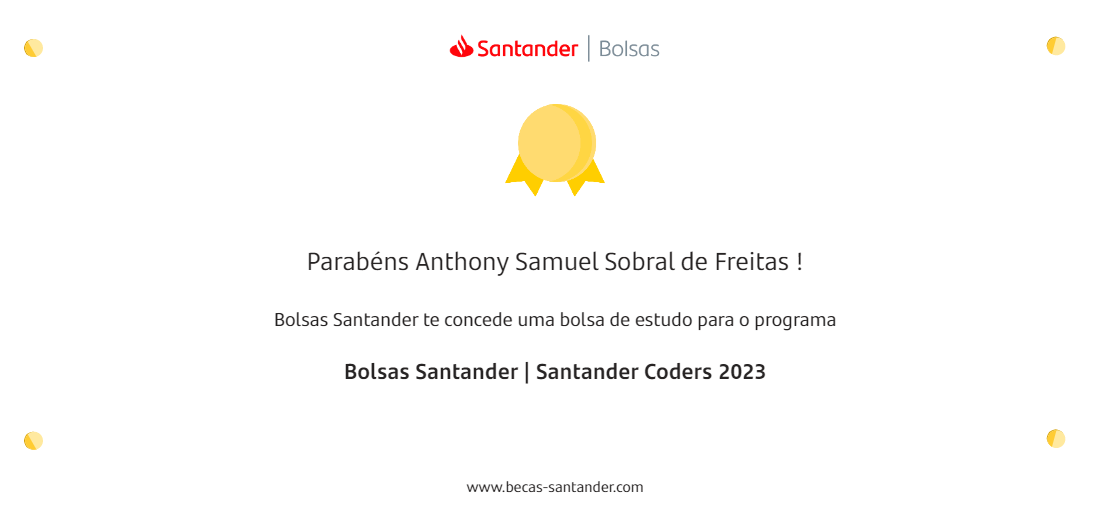 Santander | Bolsas
Parabéns Anthony Samuel Sobral de Freitas !
Bolsas Santander te concede uma bolsa de estudo para o programa
Bolsas Santander | Santander Coders 2023
www.becas-santander.com